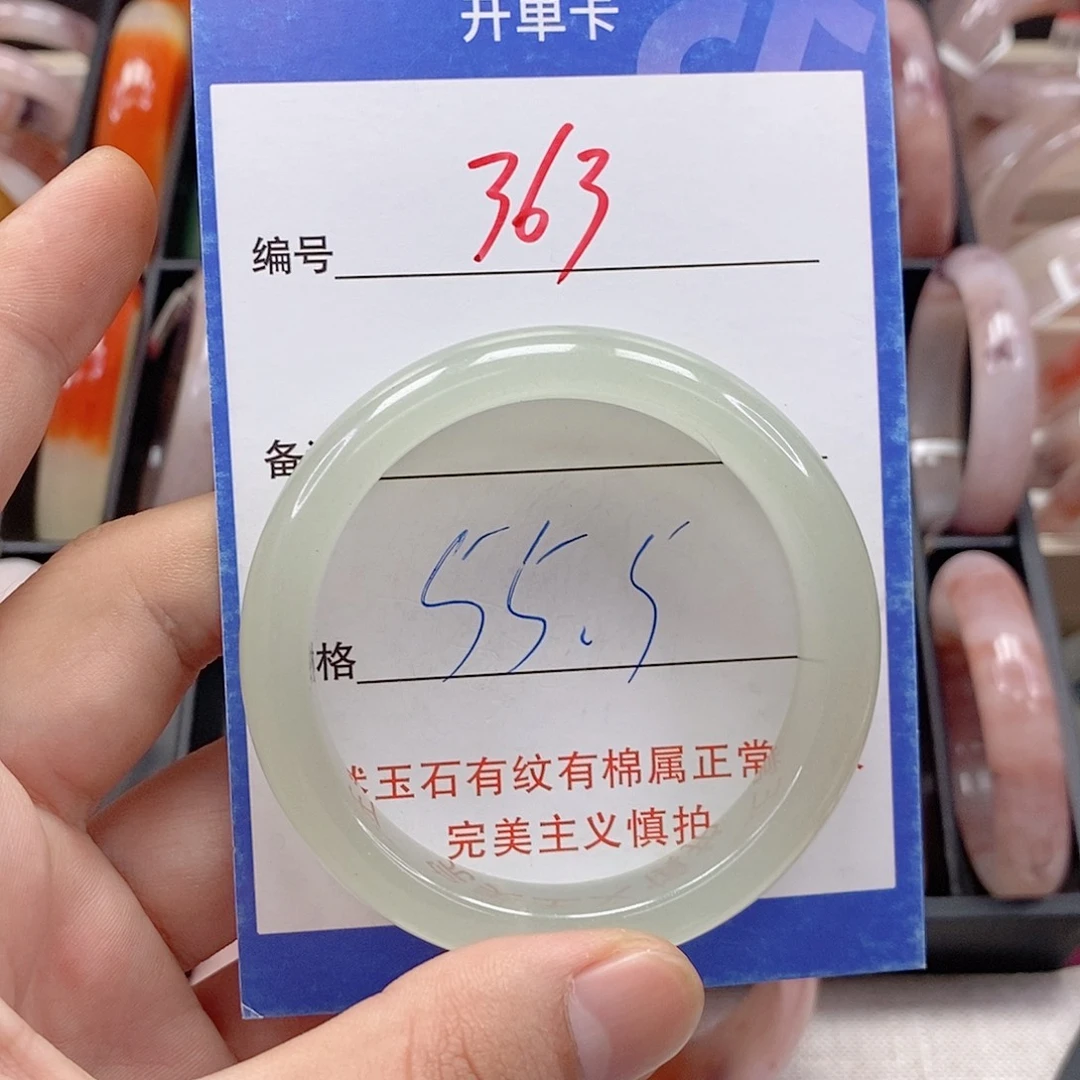 开单卡
编号 363
备
格 55.5
玉石有纹有棉属正常
完美主义慎拍